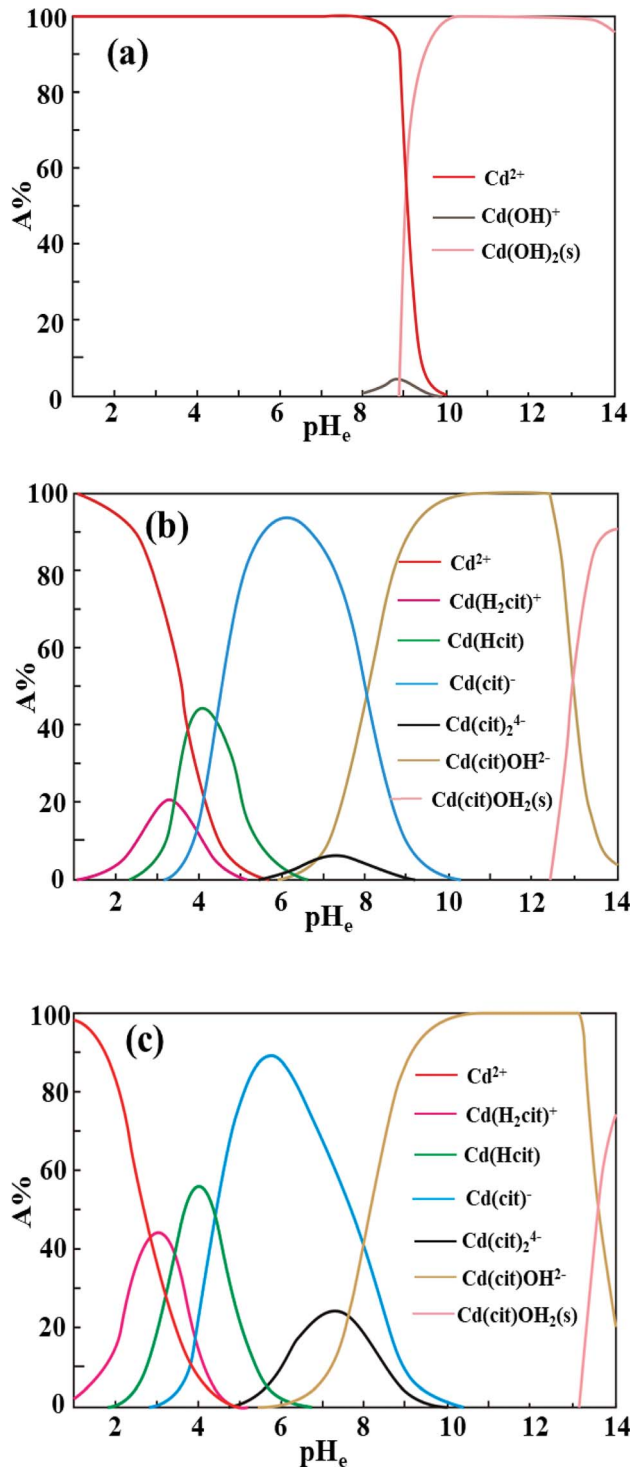 100
(a)
80
60
Cd²⁺
Cd(OH)⁺
40
Cd(OH)₂(s)
20
0
A%
2 4 6 8 10 12 14
pHₑ
100
(b)
80
Cd²⁺
Cd(H₂cit)⁺
60
Cd(Hcit)
Cd(cit)⁻
40
Cd(cit)₂⁴⁻
Cd(cit)OH²⁻
20
Cd(cit)OH₂(s)
0
A%
2 4 6 8 10 12 14
pHₑ
100
(c)
80
Cd²⁺
Cd(H₂cit)⁺
60
Cd(Hcit)
Cd(cit)⁻
40
Cd(cit)₂⁴⁻
Cd(cit)OH²⁻
20
Cd(cit)OH₂(s)
0
A%
2 4 6 8 10 12 14
pHₑ